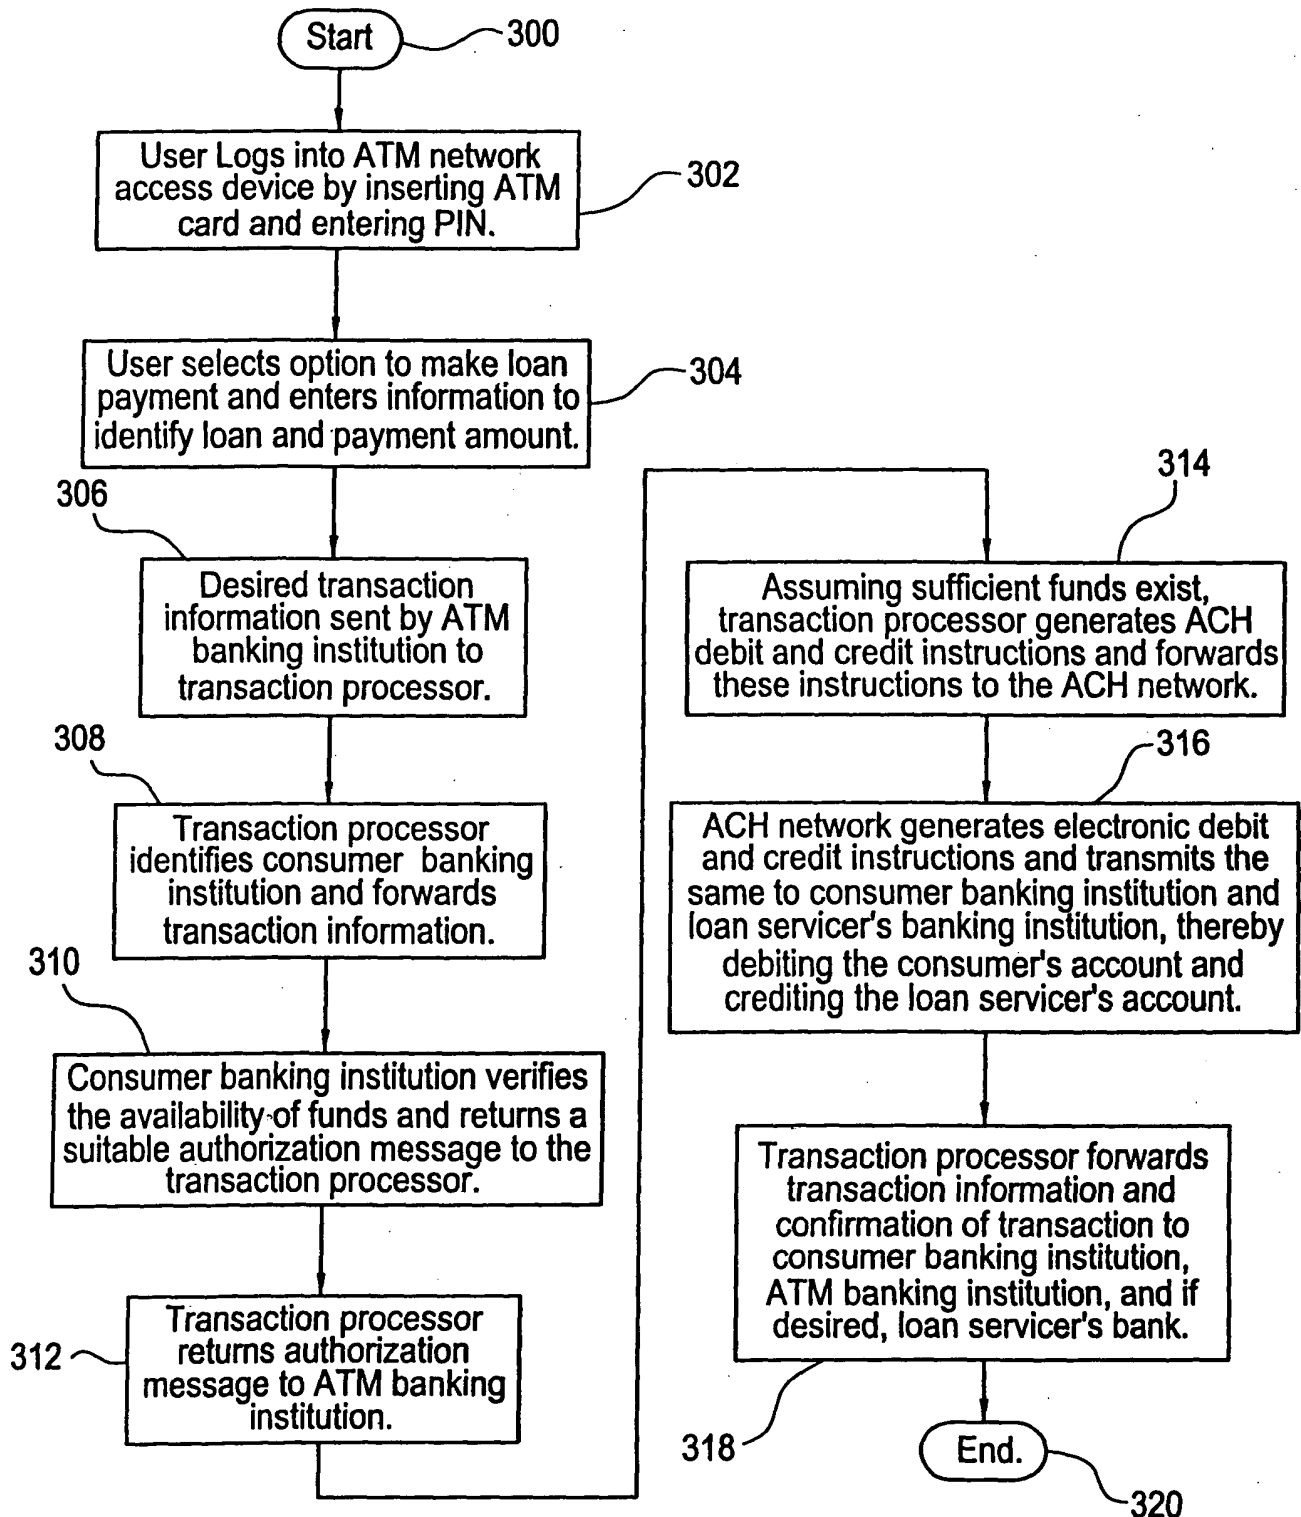 Start
300
User Logs into ATM network
access device by inserting ATM
card and entering PIN.
302
User selects option to make loan
payment and enters information to
identify loan and payment amount.
304
306
Desired transaction
information sent by ATM
banking institution to
transaction processor.
308
Transaction processor
identifies consumer banking
institution and forwards
transaction information.
310
Consumer banking institution verifies
the availability of funds and returns a
suitable authorization message to the
transaction processor.
312
Transaction processor
returns authorization
message to ATM banking
institution.
314
Assuming sufficient funds exist,
transaction processor generates ACH
debit and credit instructions and forwards
these instructions to the ACH network.
316
ACH network generates electronic debit
and credit instructions and transmits the
same to consumer banking institution and
loan servicer's banking institution, thereby
debiting the consumer's account and
crediting the loan servicer's account.
Transaction processor forwards
transaction information and
confirmation of transaction to
consumer banking institution,
ATM banking institution, and if
desired, loan servicer's bank.
318
End.
320